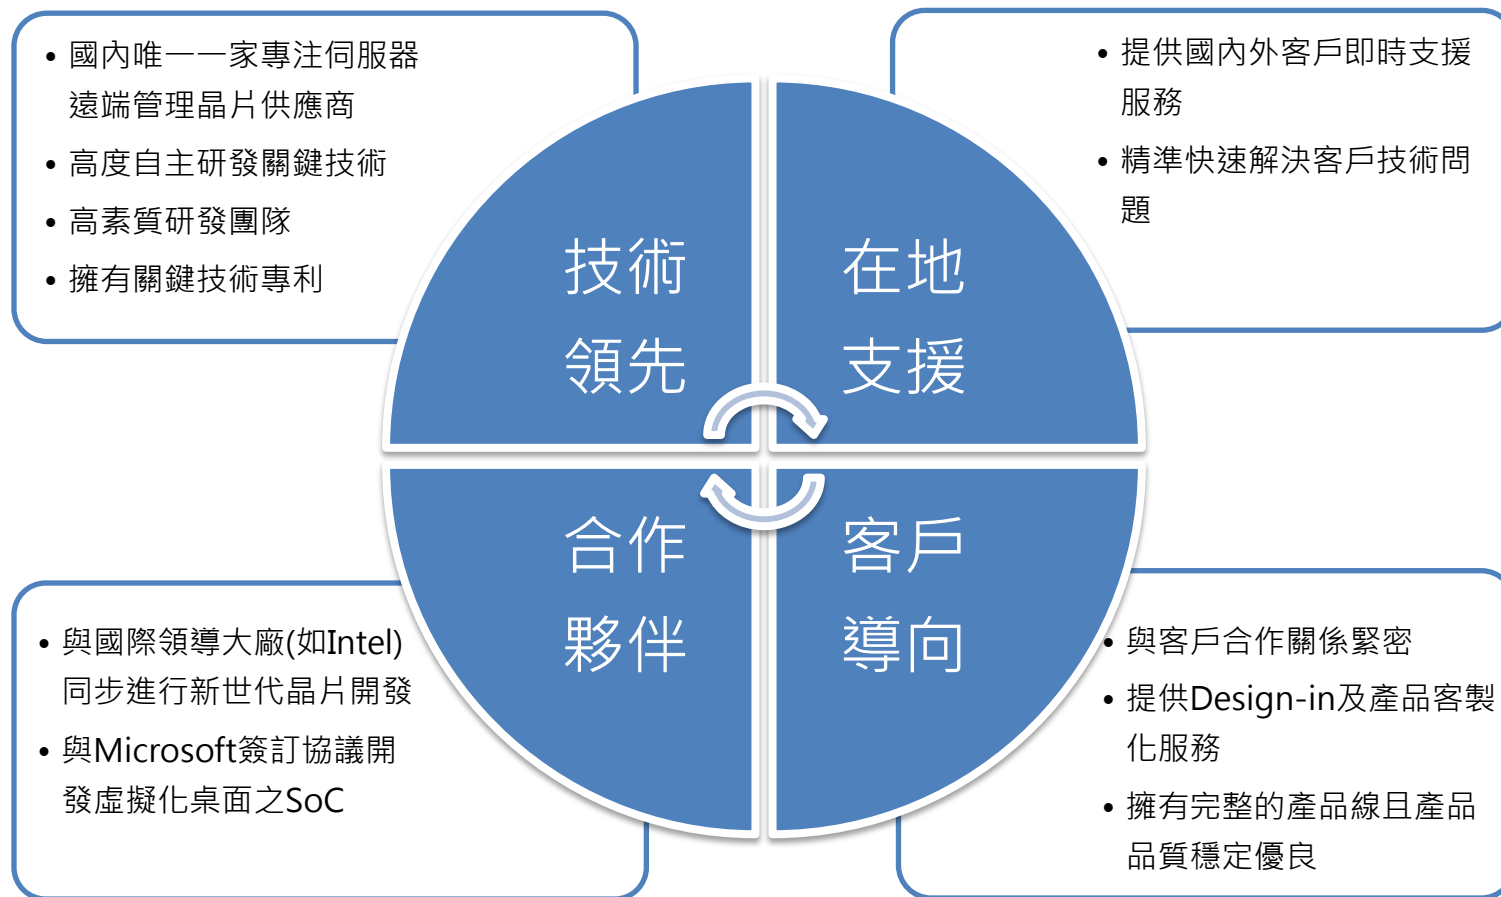 • 國內唯一一家專注伺服器
遠端管理晶片供應商
• 高度自主研發關鍵技術
• 高素質研發團隊
• 擁有關鍵技術專利
• 提供國內外客戶即時支援
服務
• 精準快速解決客戶技術問
題
技術
領先
在地
支援
合作
夥伴
客戶
導向
• 與國際領導大廠(如Intel)
同步進行新世代晶片開發
• 與Microsoft簽訂協議開
發虛擬化桌面之SoC
• 與客戶合作關係緊密
• 提供Design-in及產品客製
化服務
• 擁有完整的產品線且產品
品質穩定優良